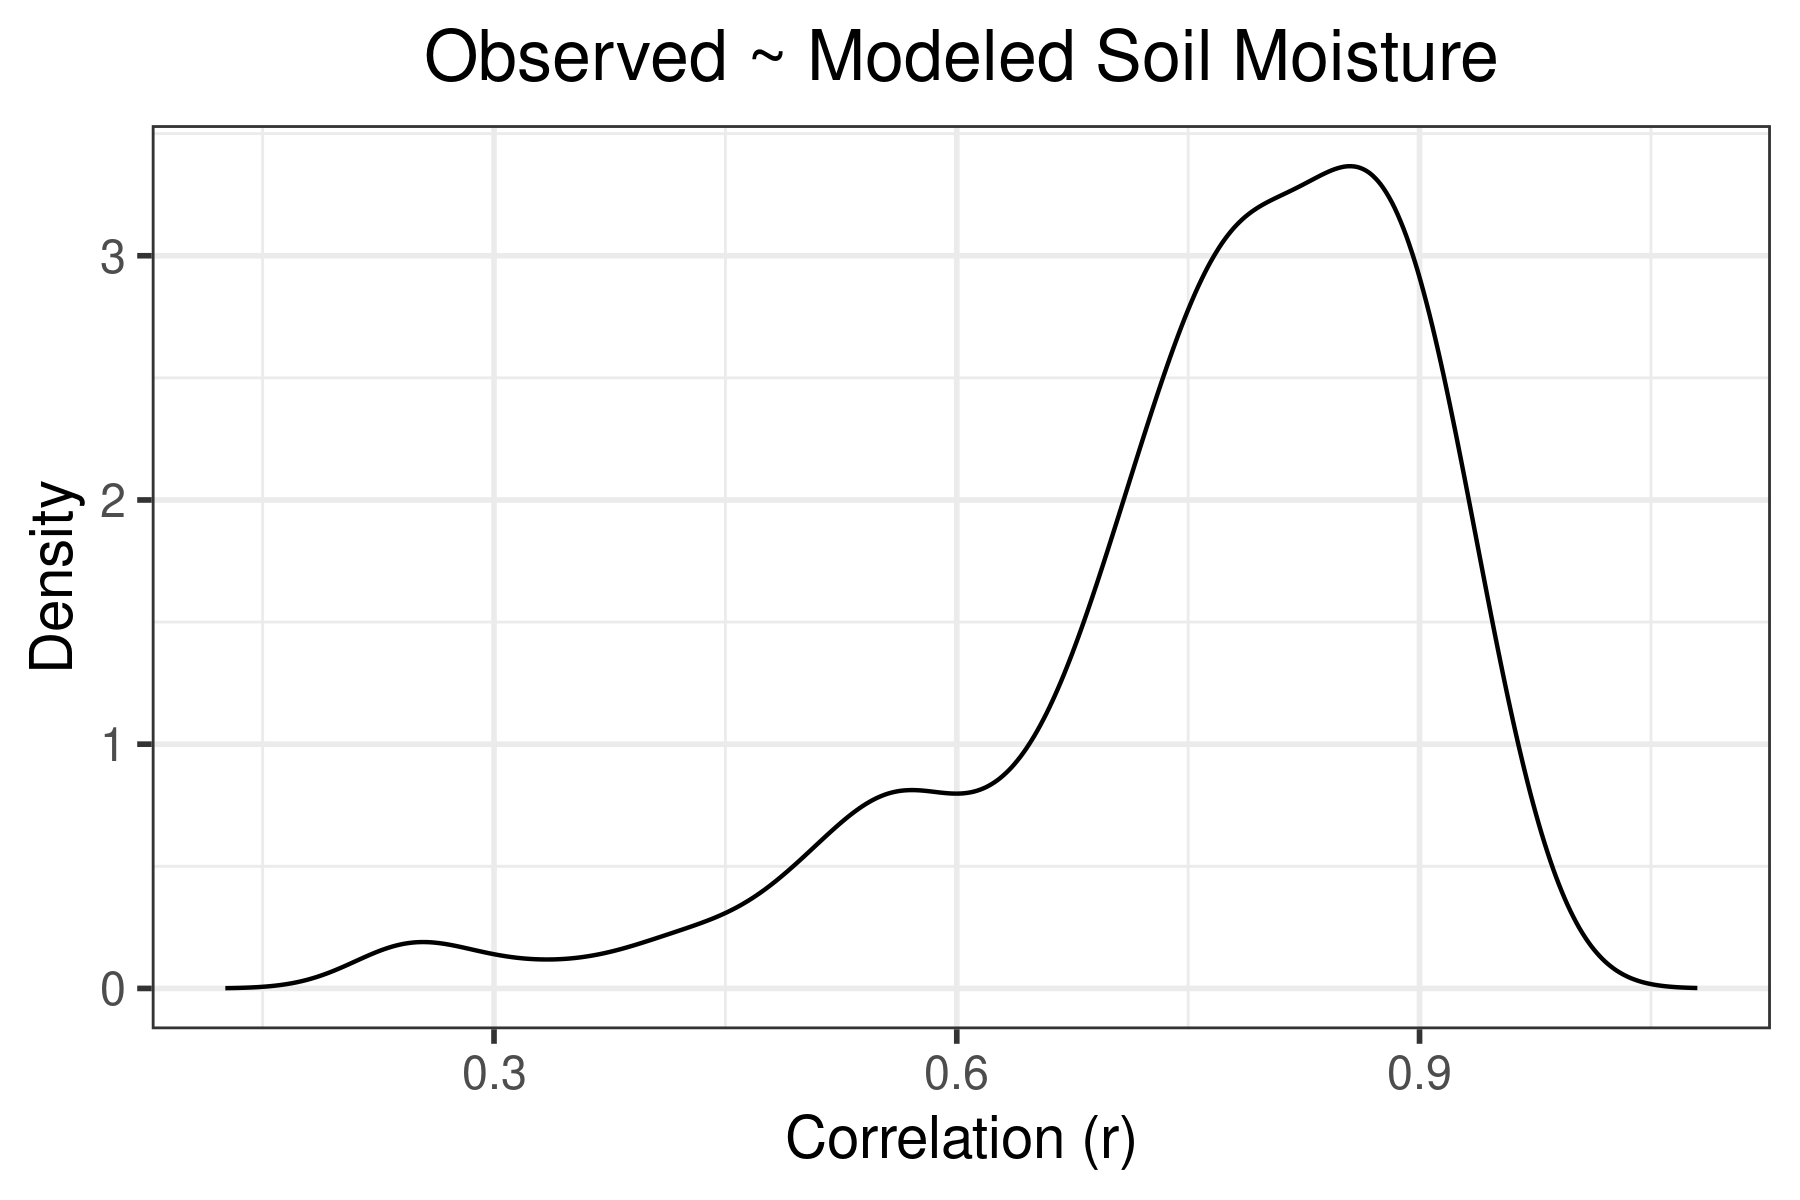 Observed ~ Modeled Soil Moisture
Density
3
2
1
0
0.3 0.6 0.9
Correlation (r)